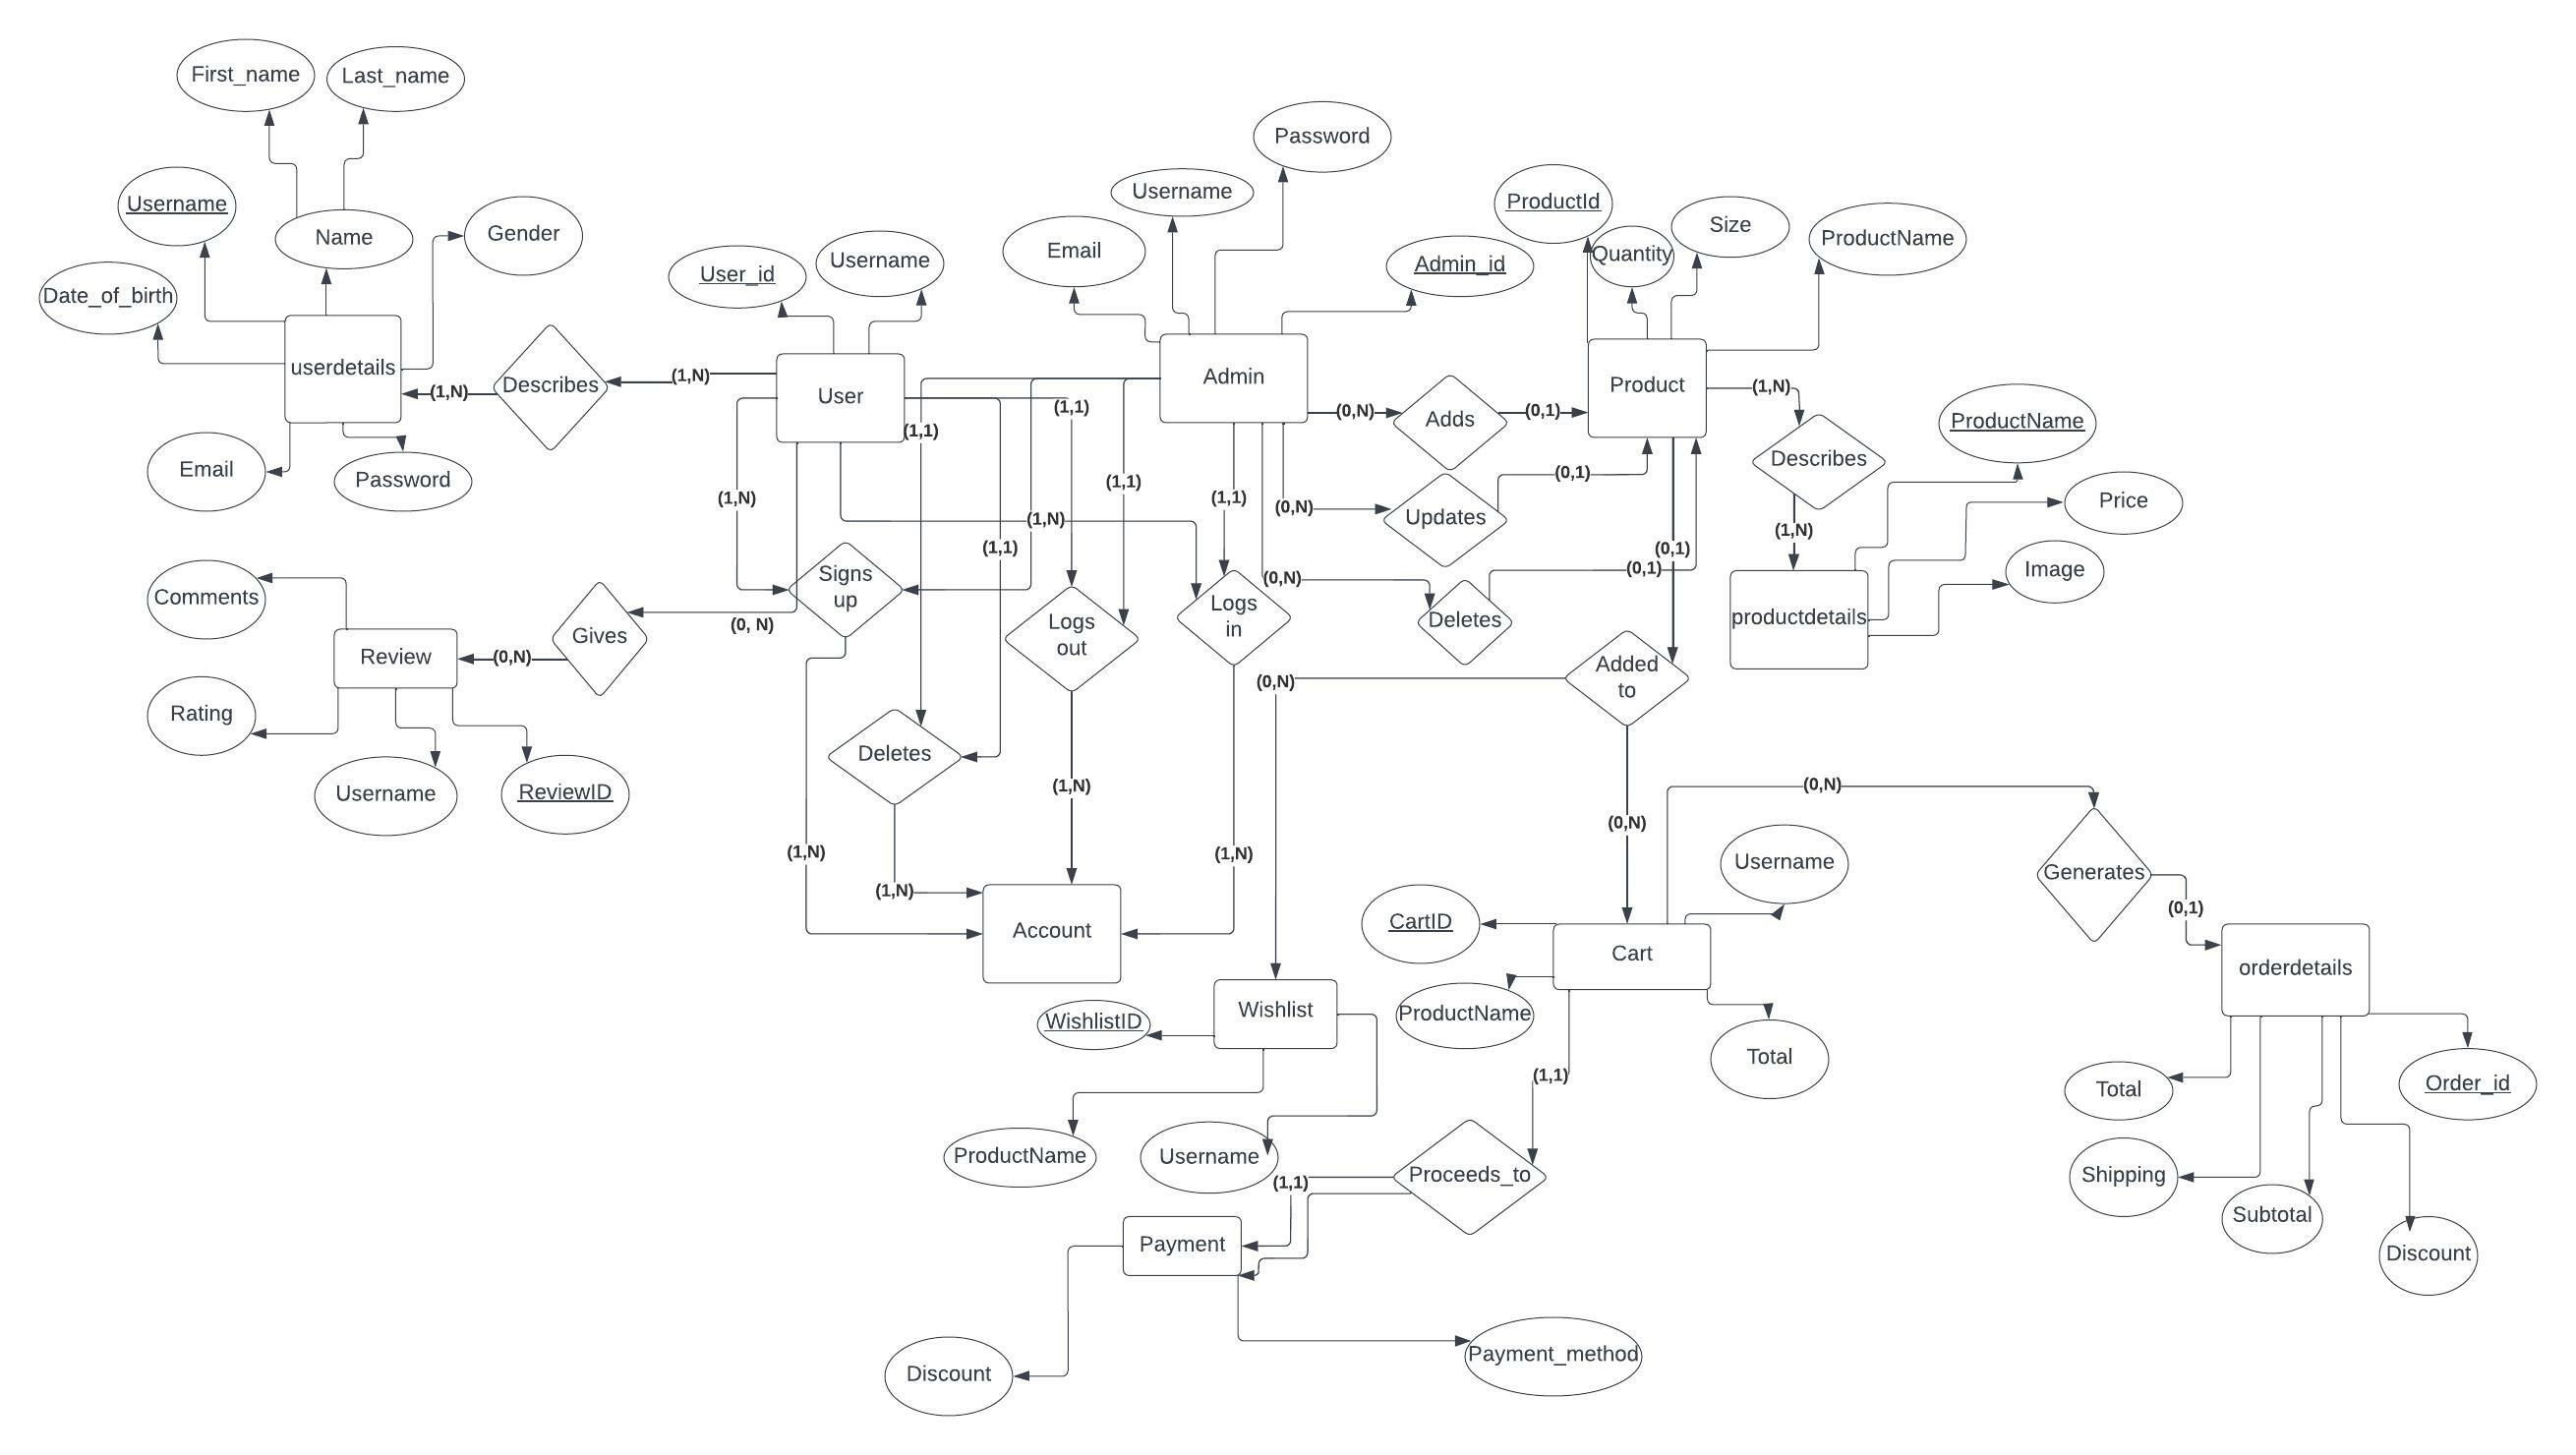 First_name
Last_name
Username
Name
Gender
Date_of_birth
userdetails
Email
Password
Describes
(1,N)
(1,N)
User_id
Username
User
Email
Username
Password
Admin_id
Admin
ProductId
Quantity
Size
ProductName
Product
(0,N)
Adds
(0,1)
(0,N)
Updates
(0,1)
(0,N)
Deletes
(0,1)
(1,N)
Describes
(1,N)
ProductName
Price
Image
productdetails
(1,1)
(1,1)
(1,1)
(1,1)
(1,N)
(1,N)
(1,1)
(0,1)
Signs
up
Logs
out
Logs
in
Comments
Review
Rating
Username
ReviewID
Gives
(0,N)
(0, N)
Deletes
(1,N)
(1,N)
(1,N)
(1,N)
Account
Added
to
(0,N)
(0,N)
(0,N)
Generates
(0,1)
Username
CartID
Cart
ProductName
Total
orderdetails
Total
Order_id
Shipping
Subtotal
Discount
WishlistID
Wishlist
ProductName
Username
(1,1)
Proceeds_to
(1,1)
Payment
Discount
Payment_method